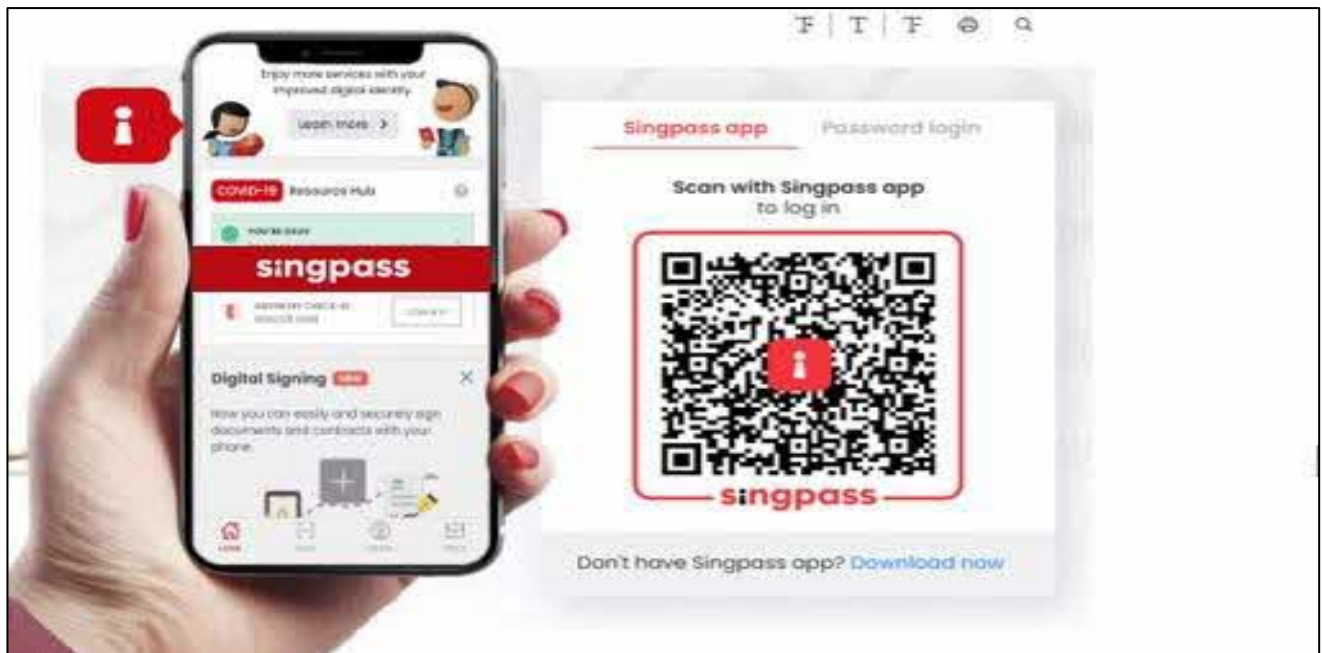 T T T
Enjoy more services with your
improved digital identity
Learn more >
COVID-19 Resource Hub
singpass
Digital Signing NEW
Now you can easily and securely sign
documents and contracts with your
phone.
HOME
Singpass app Password login
Scan with Singpass app
to log in
singpass
Don't have Singpass app? Download now